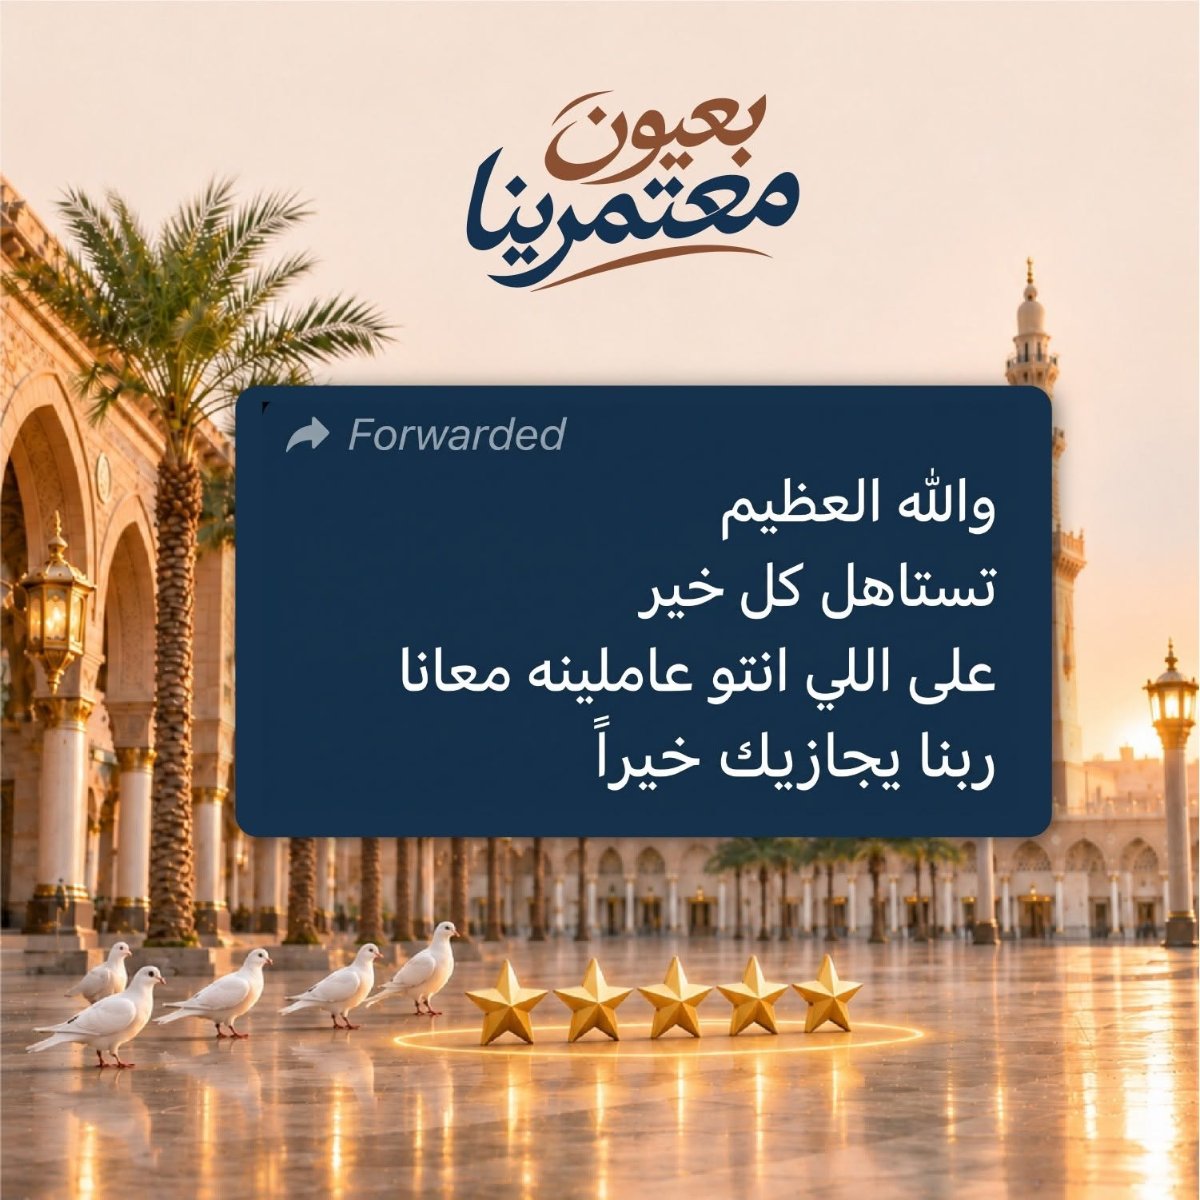 بعيون
معتمرينا
Forwarded
والله العظيم
تستاهل كل خير
على اللي انتو عاملينه معانا
ربنا يجازيك خيراً